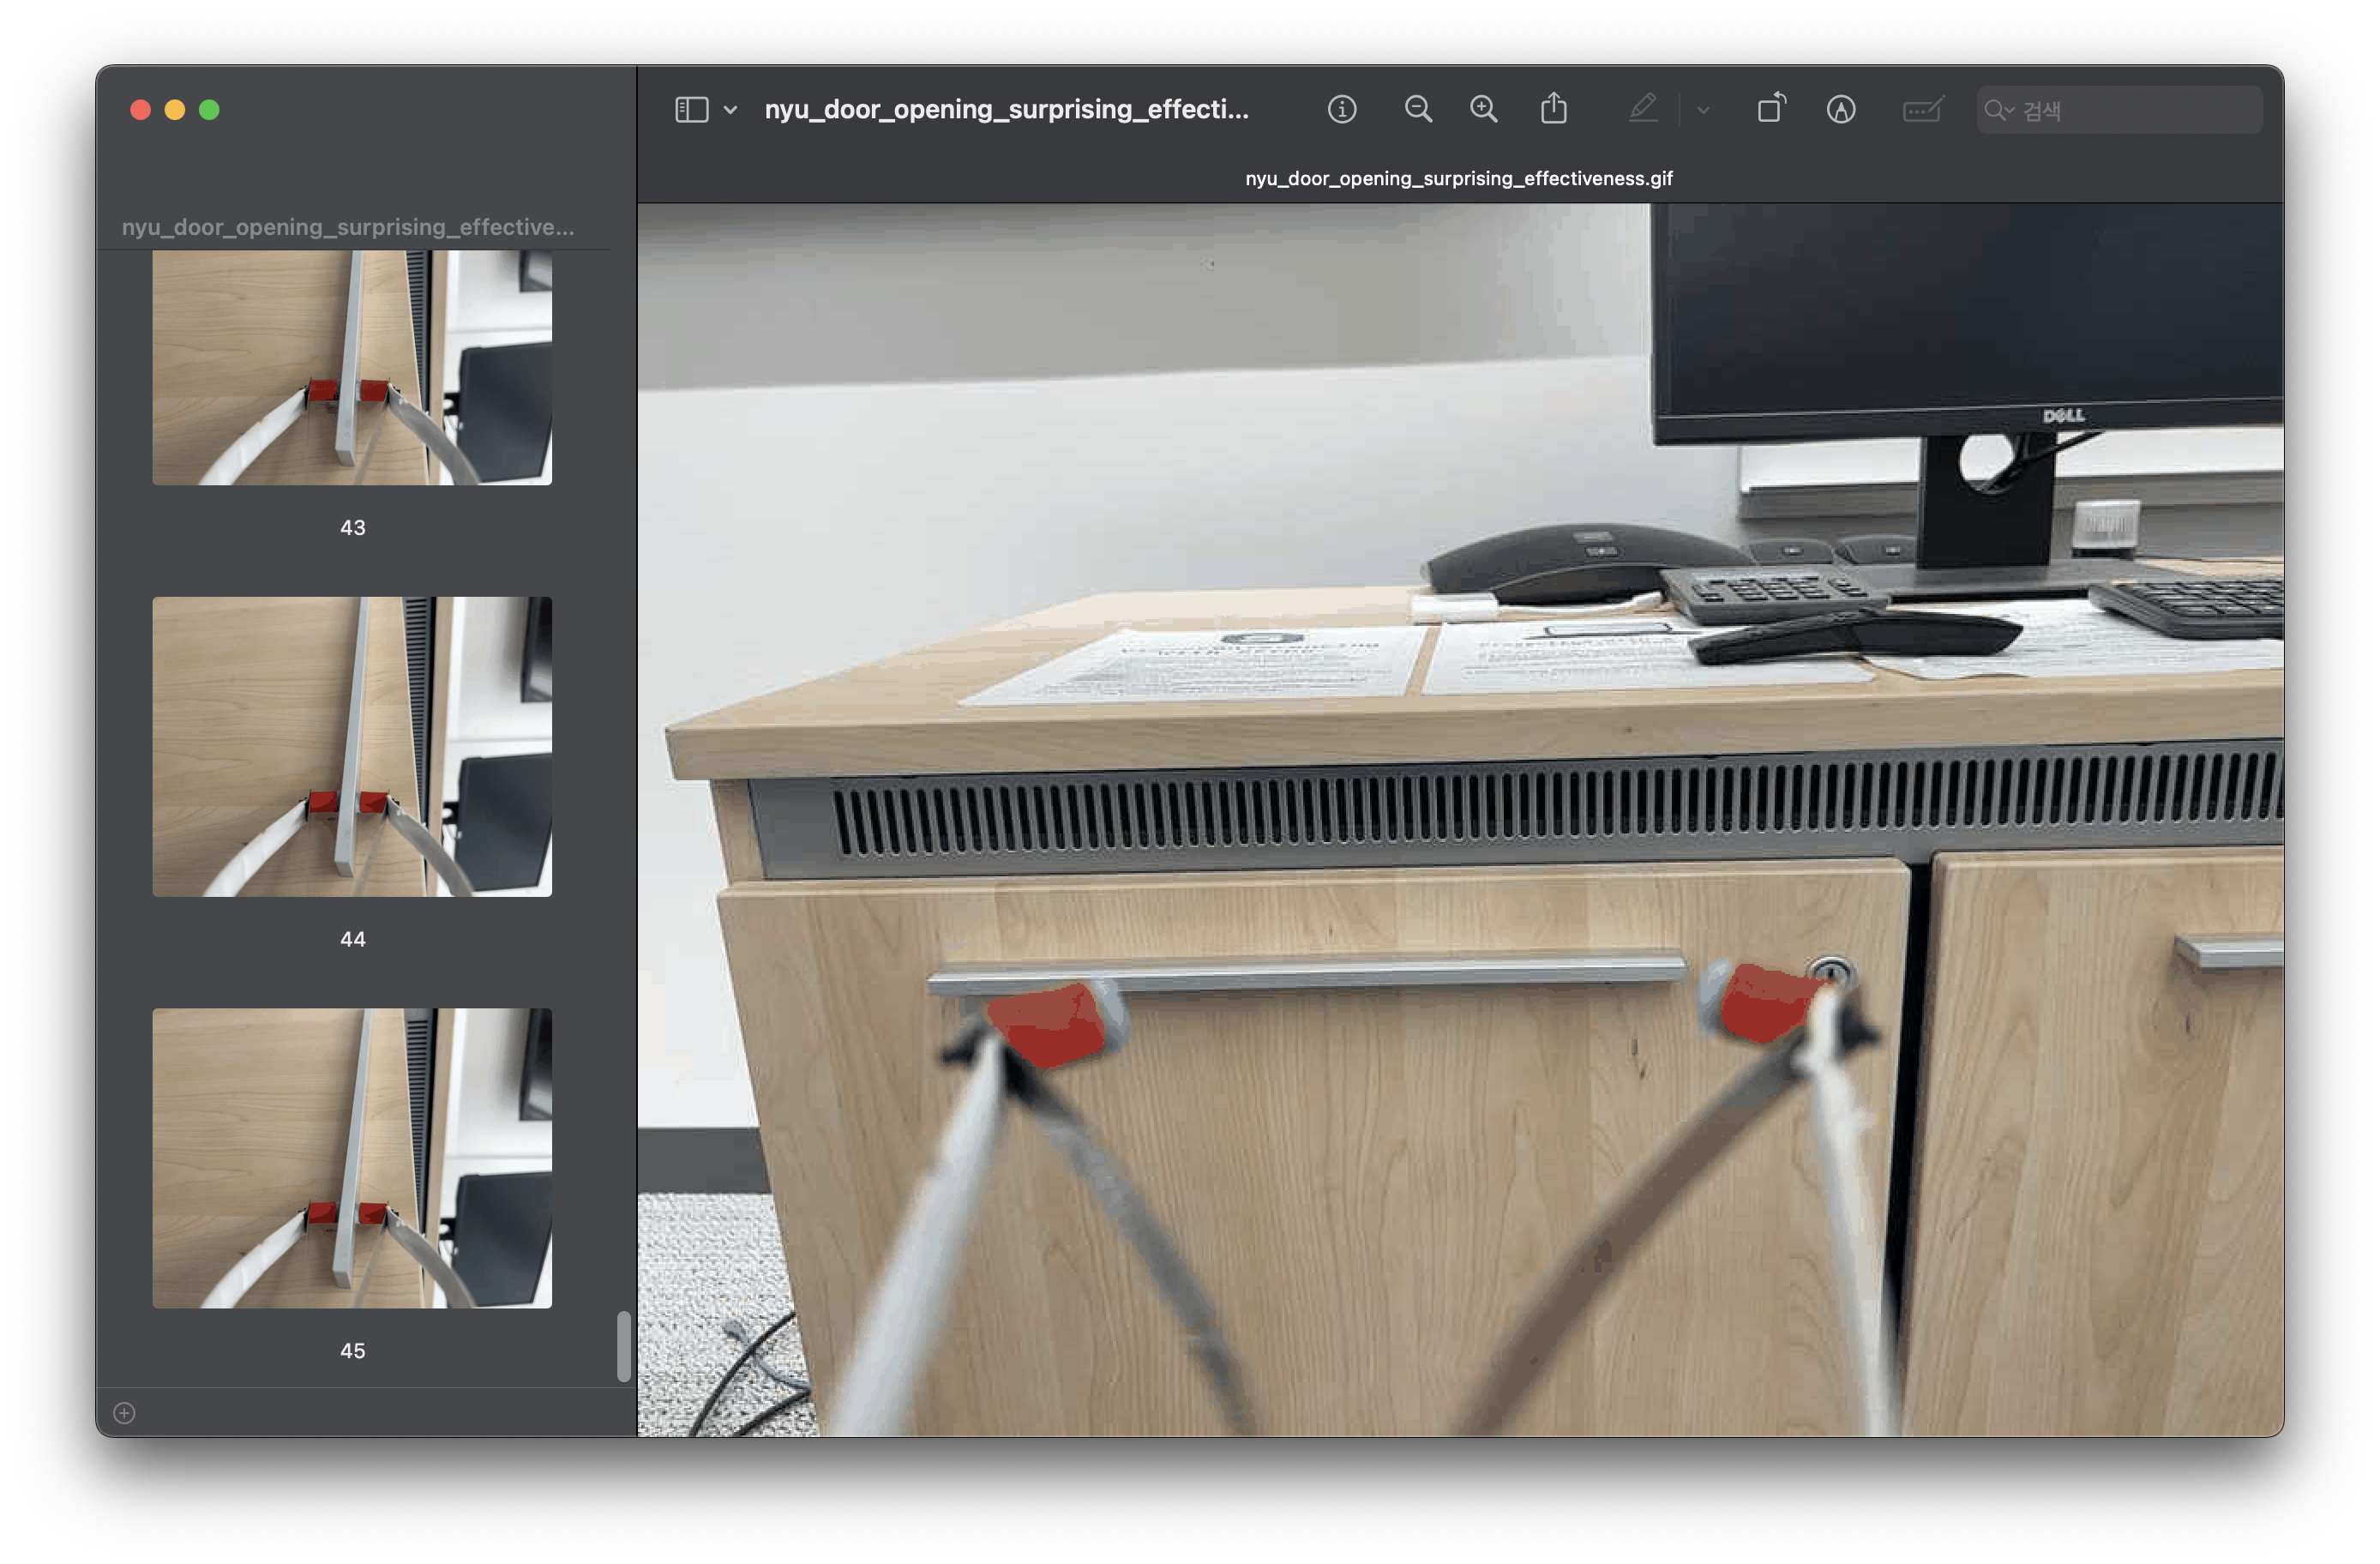 nyu_door_opening_surprising_effecti...
검색
nyu_door_opening_surprising_effectiveness.gif
nyu_door_opening_surprising_effective...
43
44
45
DELL